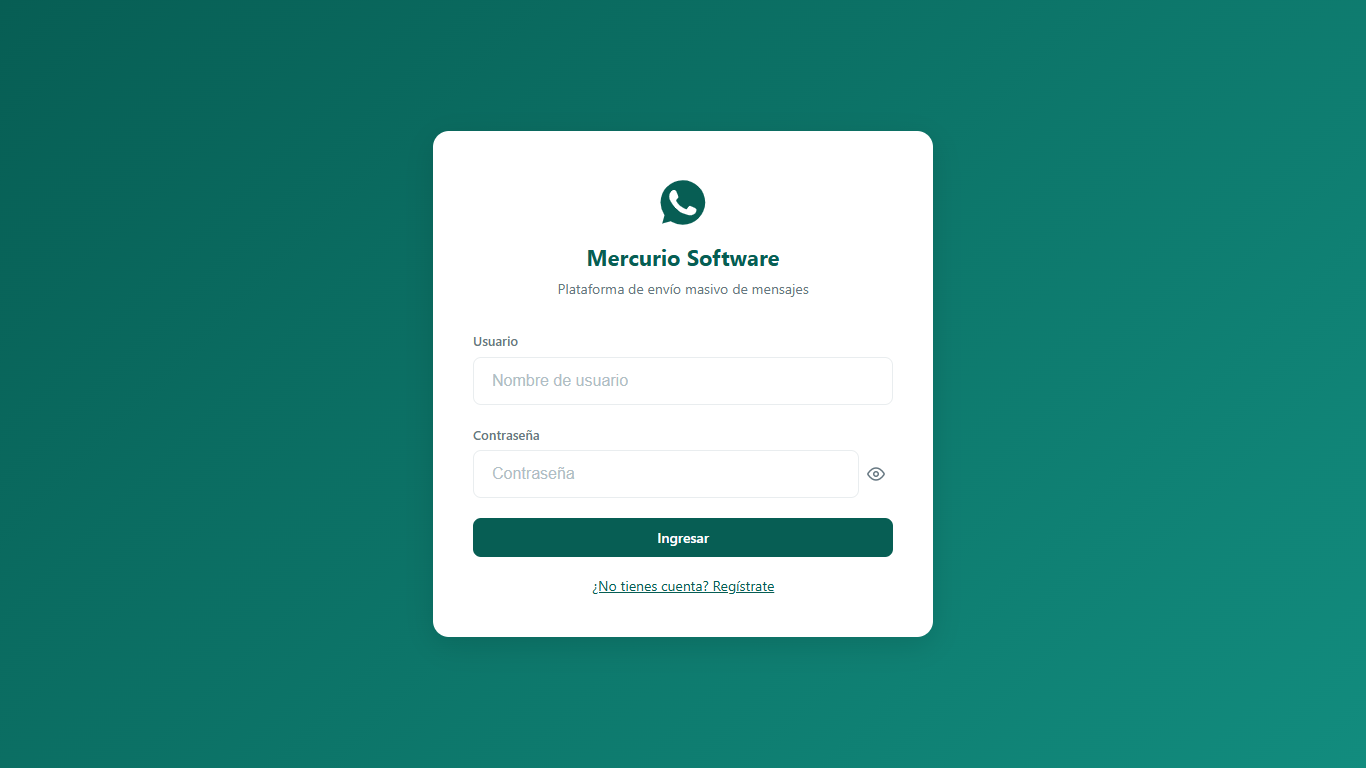 Mercurio Software
Plataforma de envío masivo de mensajes
Usuario
Nombre de usuario
Contraseña
Contraseña
Ingresar
¿No tienes cuenta? Regístrate